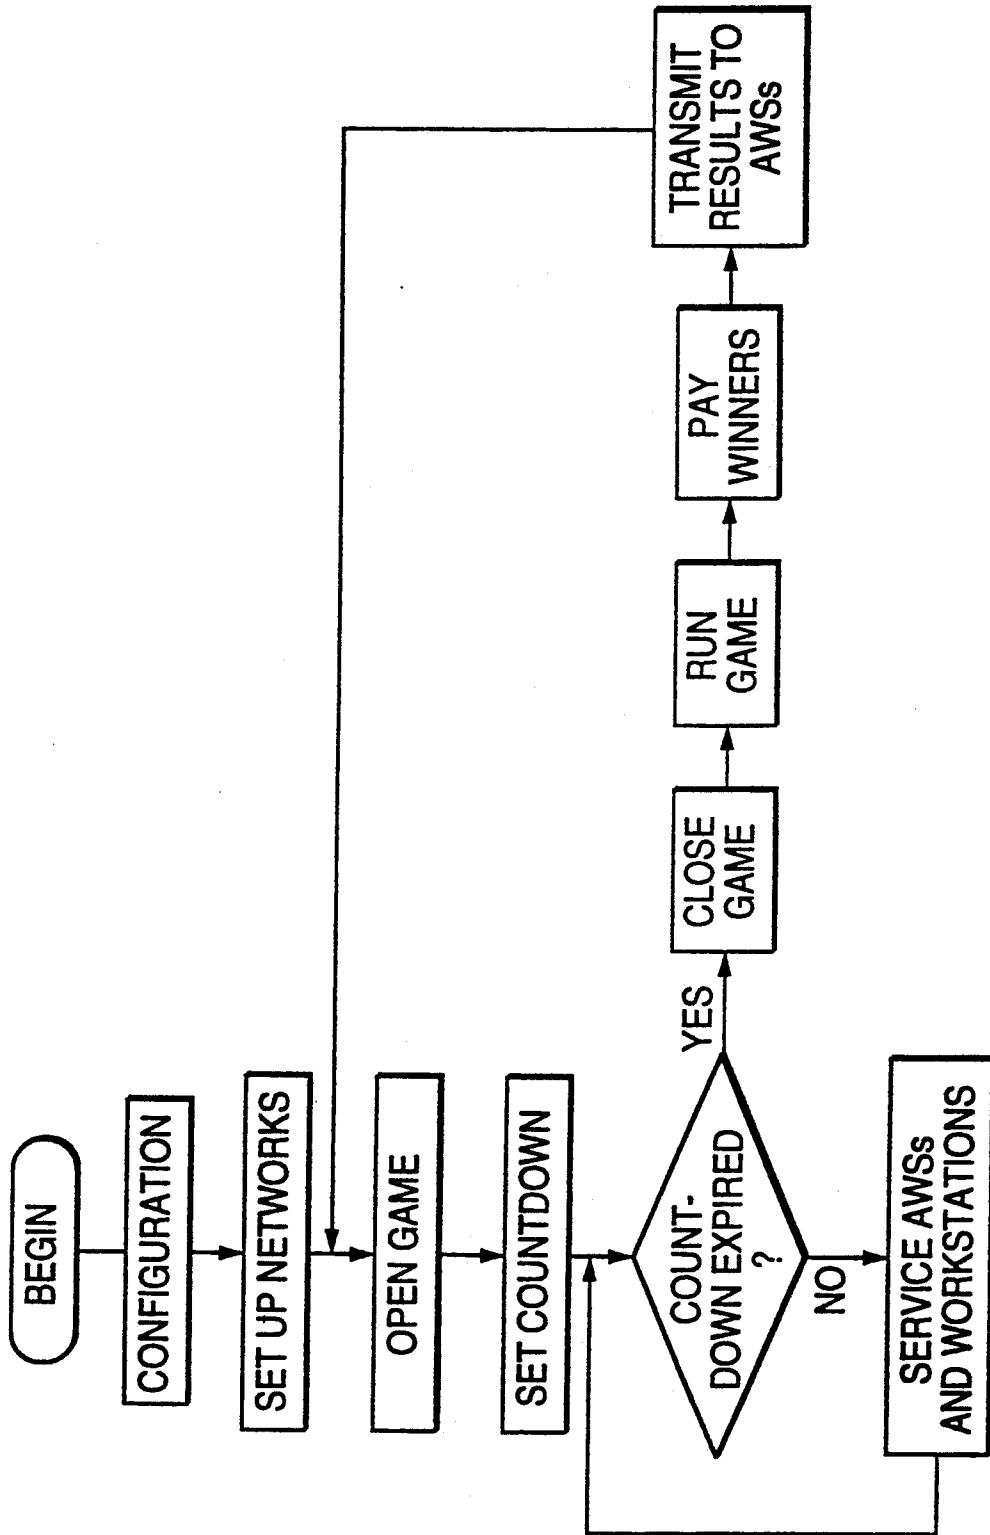 BEGIN
CONFIGURATION
SET UP NETWORKS
OPEN GAME
SET COUNTDOWN
COUNT-
DOWN EXPIRED
?
YES
NO
SERVICE AWSs
AND WORKSTATIONS
CLOSE
GAME
RUN
GAME
PAY
WINNERS
TRANSMIT
RESULTS TO
AWSs